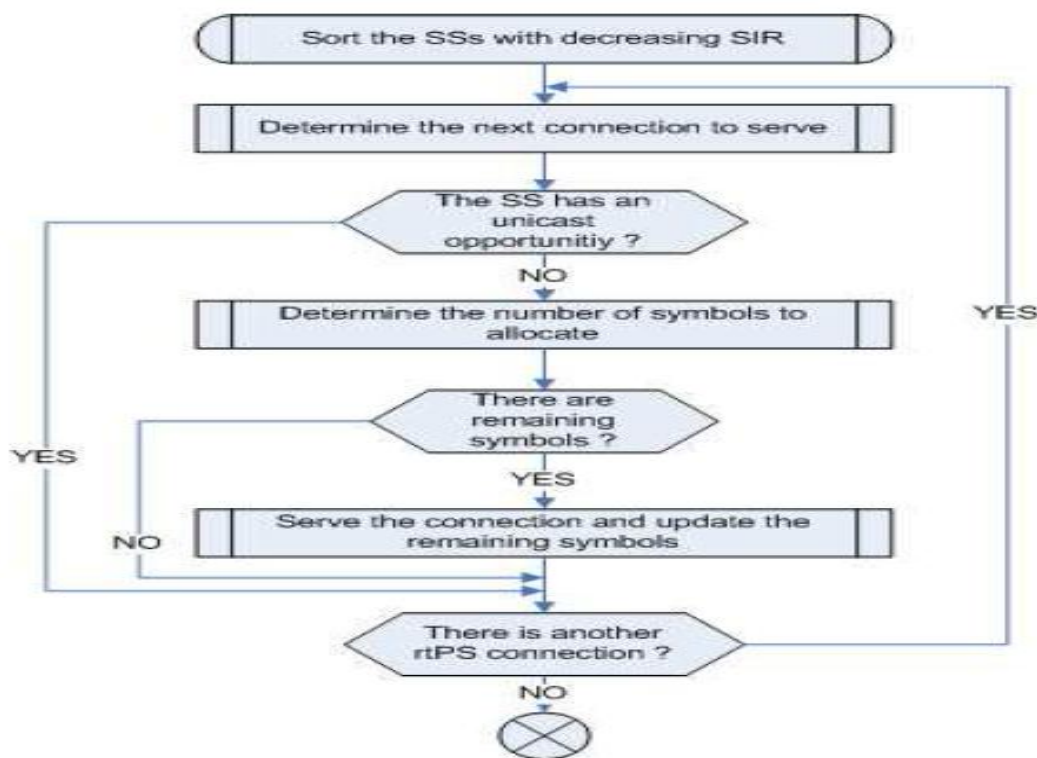 Sort the SSs with decreasing SIR
Determine the next connection to serve
The SS has an
unicast
opportunitiy ?
NO
Determine the number of symbols to
allocate
YES
There are
remaining
symbols ?
YES
YES
Serve the connection and update the
remaining symbols
NO
There is another
rtPS connection ?
NO